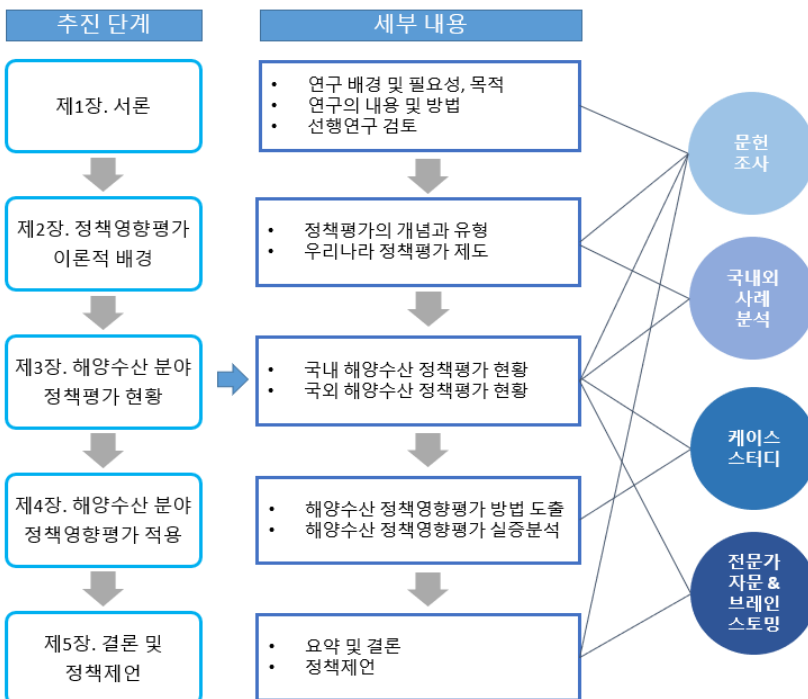 추진 단계
세부 내용
제1장. 서론
• 연구 배경 및 필요성, 목적
• 연구의 내용 및 방법
• 선행연구 검토
제2장. 정책영향평가
이론적 배경
• 정책평가의 개념과 유형
• 우리나라 정책평가 제도
제3장. 해양수산 분야
정책평가 현황
• 국내 해양수산 정책평가 현황
• 국외 해양수산 정책평가 현황
제4장. 해양수산 분야
정책영향평가 적용
• 해양수산 정책영향평가 방법 도출
• 해양수산 정책영향평가 실증분석
제5장. 결론 및
정책제언
• 요약 및 결론
• 정책제언
문헌
조사
국내외
사례
분석
케이스
스터디
전문가
자문 &
브레인
스토밍